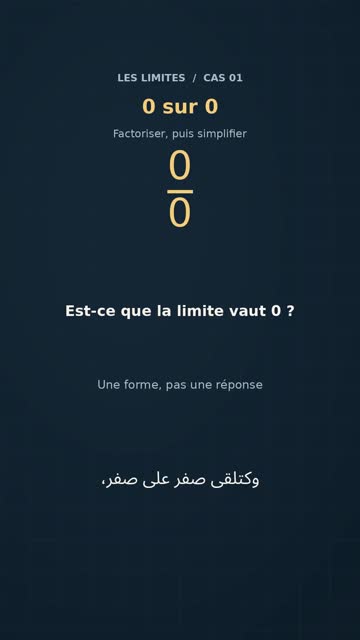 LES LIMITES / CAS 01
0 sur 0
Factoriser, puis simplifier
0
0
Est-ce que la limite vaut 0 ?
Une forme, pas une réponse
وكتلقى صفر على صفر،